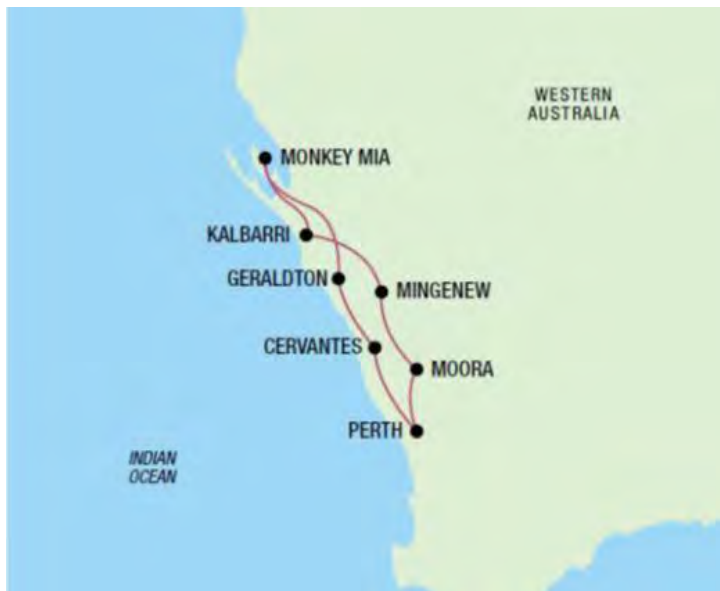 WESTERN
AUSTRALIA
MONKEY MIA
KALBARRI
GERALDTON
MINGENEW
CERVANTES
MOORA
PERTH
INDIAN
OCEAN